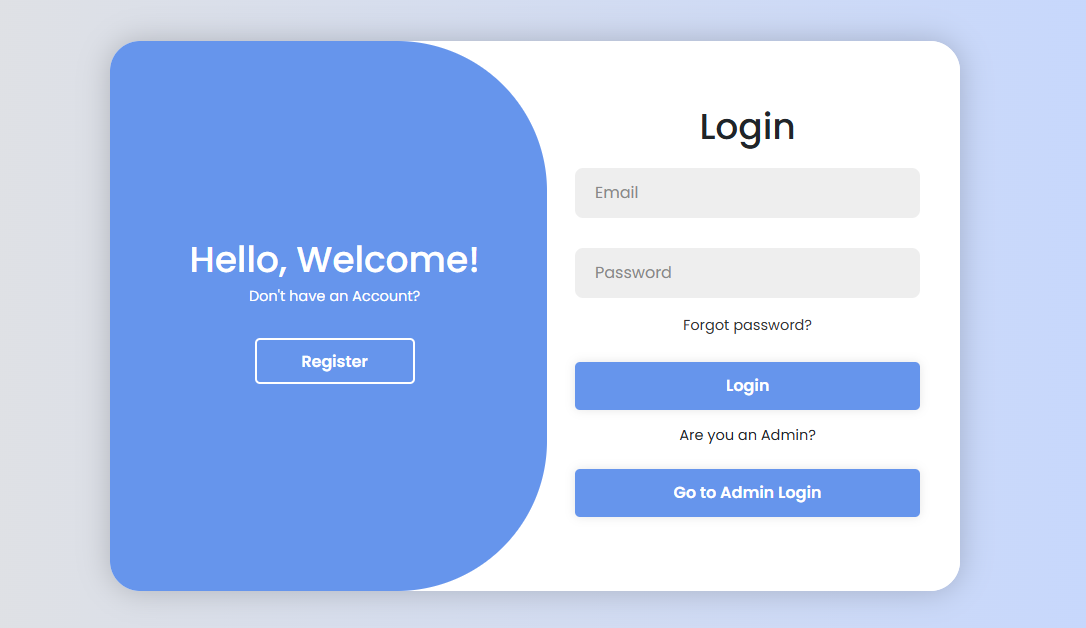 Hello, Welcome!
Don't have an Account?
Register
Login
Email
Password
Forgot password?
Login
Are you an Admin?
Go to Admin Login